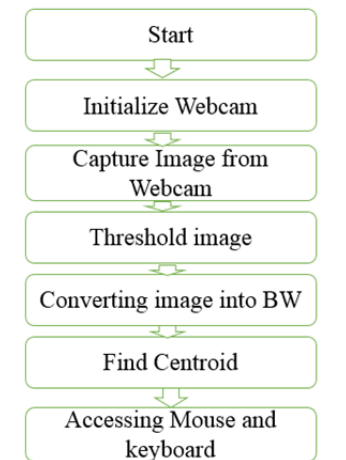 Start
Initialize Webcam
Capture Image from
Webcam
Threshold image
Converting image into BW
Find Centroid
Accessing Mouse and
keyboard